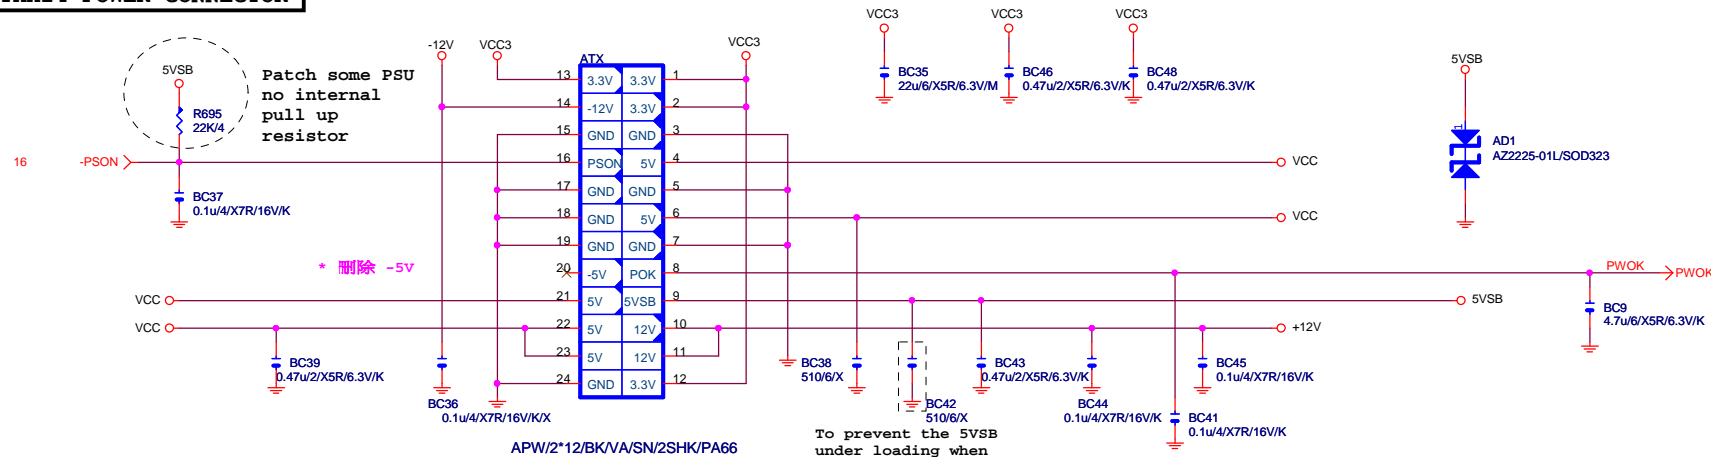 POWER CONNECTOR
VCC3
VCC3
VCC3
-12V
VCC3
VCC3
5VSB
Patch some PSU
no internal
pull up
resistor
R695
22K/4
16
-PSON
BC37
0.1u/4/X7R/16V/K
* 刪除 -5V
ATX
13 3.3V 3.3V 1
14 -12V 3.3V 2
15 GND GND 3
16 PSON 5V 4
17 GND GND 5
18 GND 5V 6
19 GND GND 7
20 -5V POK 8
21 5V 5VSB 9
22 5V 12V 10
23 5V 12V 11
24 GND 3.3V 12
BC35
22u/6/X5R/6.3V/M
BC46
0.47u/2/X5R/6.3V/K
BC48
0.47u/2/X5R/6.3V/K
5VSB
1
AD1
AZ2225-01L/SOD323
VCC
VCC
PWOK
PWOK
5VSB
+12V
BC9
4.7u/6/X5R/6.3V/K
VCC
VCC
BC39
0.47u/2/X5R/6.3V/K
BC36
0.1u/4/X7R/16V/K/X
BC38
510/6/X
BC42
510/6/X
BC43
0.47u/2/X5R/6.3V/K
BC44
0.1u/4/X7R/16V/K
BC45
0.1u/4/X7R/16V/K
BC41
0.1u/4/X7R/16V/K
APW/2*12/BK/VA/SN/2SHK/PA66
To prevent the 5VSB
under loading when